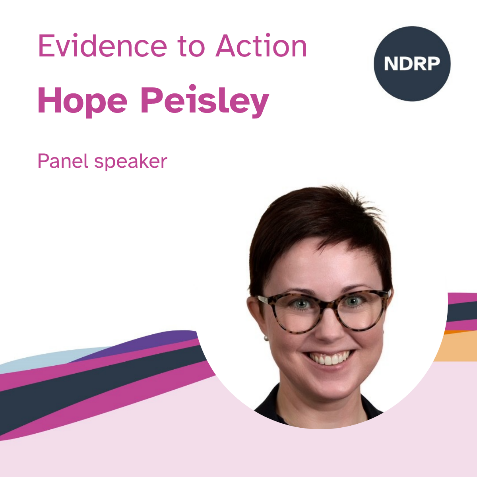 Evidence to Action
NDRP
Hope Peisley
Panel speaker